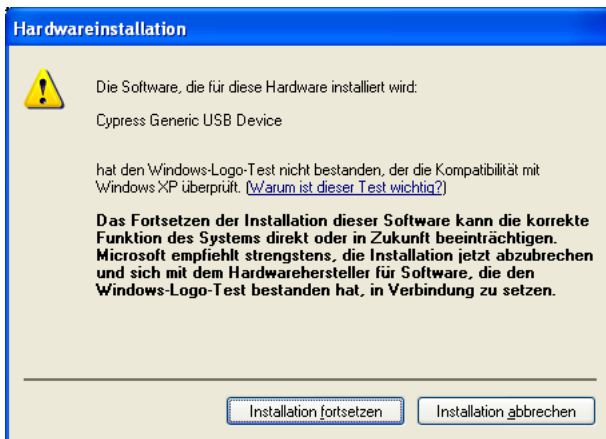 Hardwareinstallation
Die Software, die für diese Hardware installiert wird:
Cypress Generic USB Device
hat den Windows-Logo-Test nicht bestanden, der die Kompatibilität mit
Windows XP überprüft. (Warum ist dieser Test wichtig?)
Das Fortsetzen der Installation dieser Software kann die korrekte
Funktion des Systems direkt oder in Zukunft beeinträchtigen.
Microsoft empfiehlt strengstens, die Installation jetzt abzubrechen
und sich mit dem Hardwarehersteller für Software, die den
Windows-Logo-Test bestanden hat, in Verbindung zu setzen.
Installation fortsetzen
Installation abbrechen